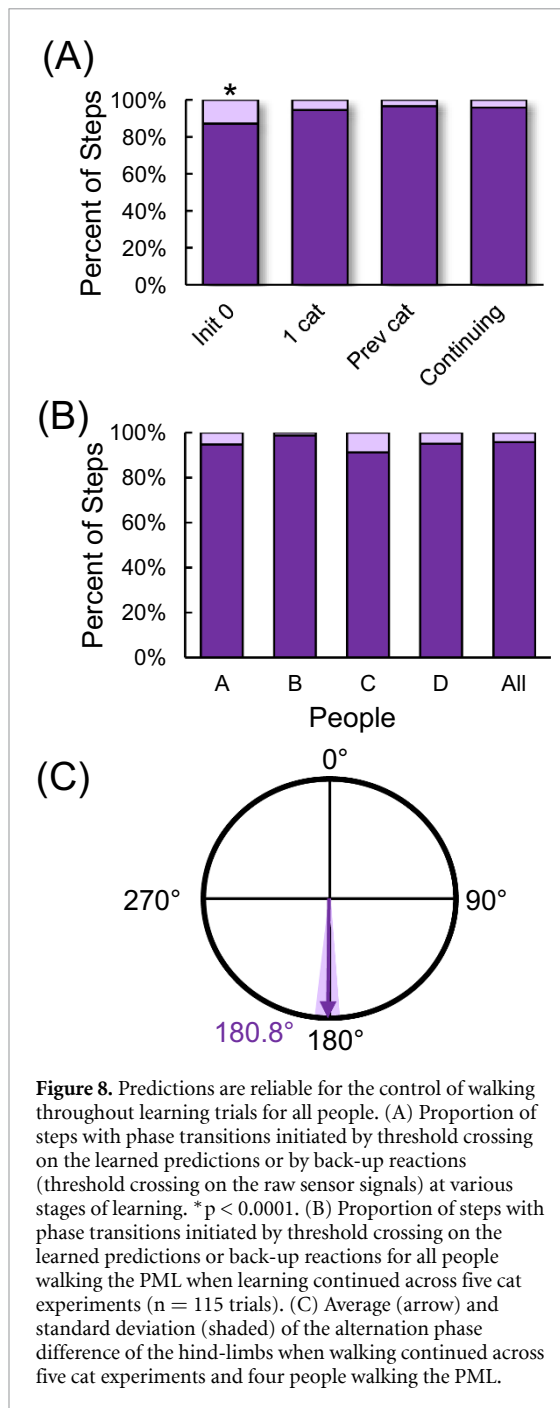 (A)
*
100%
80%
60%
40%
20%
0%
Percent of Steps
Init 0
1 cat
Prev cat
Continuing
(B)
100%
80%
60%
40%
20%
0%
Percent of Steps
A B C D All
People
(C)
0°
270°
90°
180.8°
180°
Figure 8. Predictions are reliable for the control of walking
throughout learning trials for all people. (A) Proportion of
steps with phase transitions initiated by threshold crossing
on the learned predictions or by back-up reactions
(threshold crossing on the raw sensor signals) at various
stages of learning. *p < 0.0001. (B) Proportion of steps with
phase transitions initiated by threshold crossing on the
learned predictions or back-up reactions for all people
walking the PML when learning continued across five cat
experiments (n = 115 trials). (C) Average (arrow) and
standard deviation (shaded) of the alternation phase
difference of the hind-limbs when walking continued across
five cat experiments and four people walking the PML.